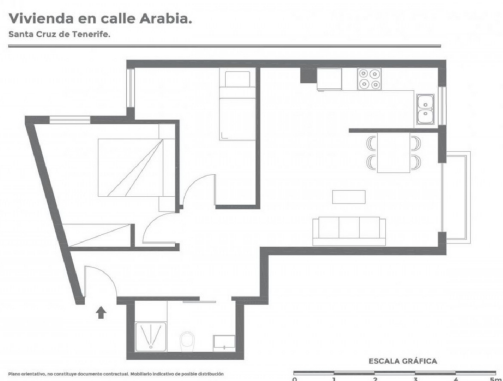 Vivienda en calle Arabia.
Santa Cruz de Tenerife.
Plano orientativo, no constituye documento contractual. Mobiliario indicativo de posible distribución
ESCALA GRÁFICA
0 1 2 3 4 5m